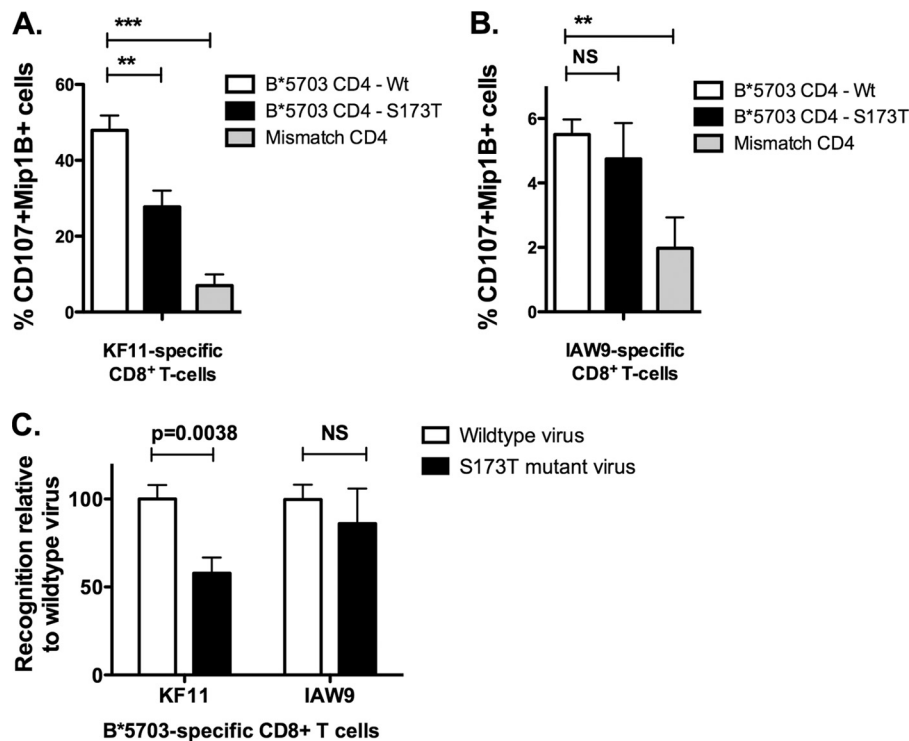 A.
***
**
60
40
20
0
% CD107+Mip1B+ cells
B*5703 CD4 - Wt
B*5703 CD4 - S173T
Mismatch CD4
KF11-specific
CD8+ T-cells
B.
**
NS
6
4
2
0
% CD107+Mip1B+ cells
B*5703 CD4 - Wt
B*5703 CD4 - S173T
Mismatch CD4
IAW9-specific
CD8+ T-cells
C.
p=0.0038
NS
Wildtype virus
S173T mutant virus
100
50
0
Recognition relative
to wildtype virus
KF11
IAW9
B*5703-specific CD8+ T cells